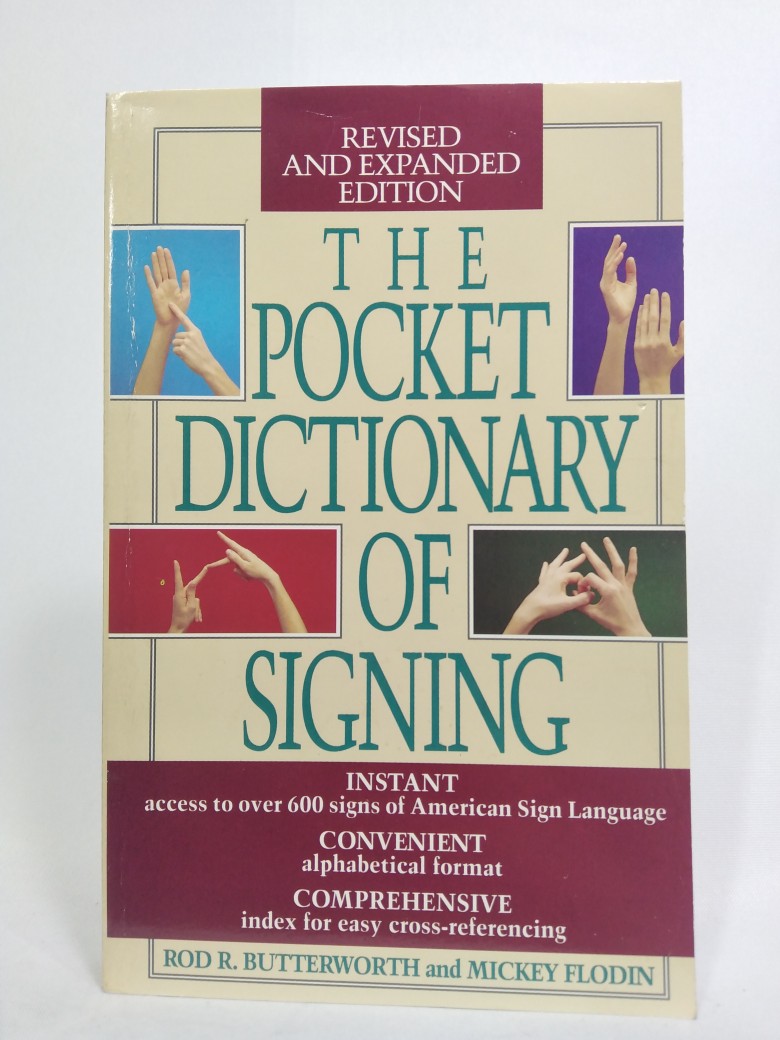 REVISED
AND EXPANDED
EDITION
THE
POCKET
DICTIONARY
OF
SIGNING
INSTANT
access to over 600 signs of American Sign Language
CONVENIENT
alphabetical format
COMPREHENSIVE
index for easy cross-referencing
ROD R. BUTTERWORTH and MICKEY FLODIN